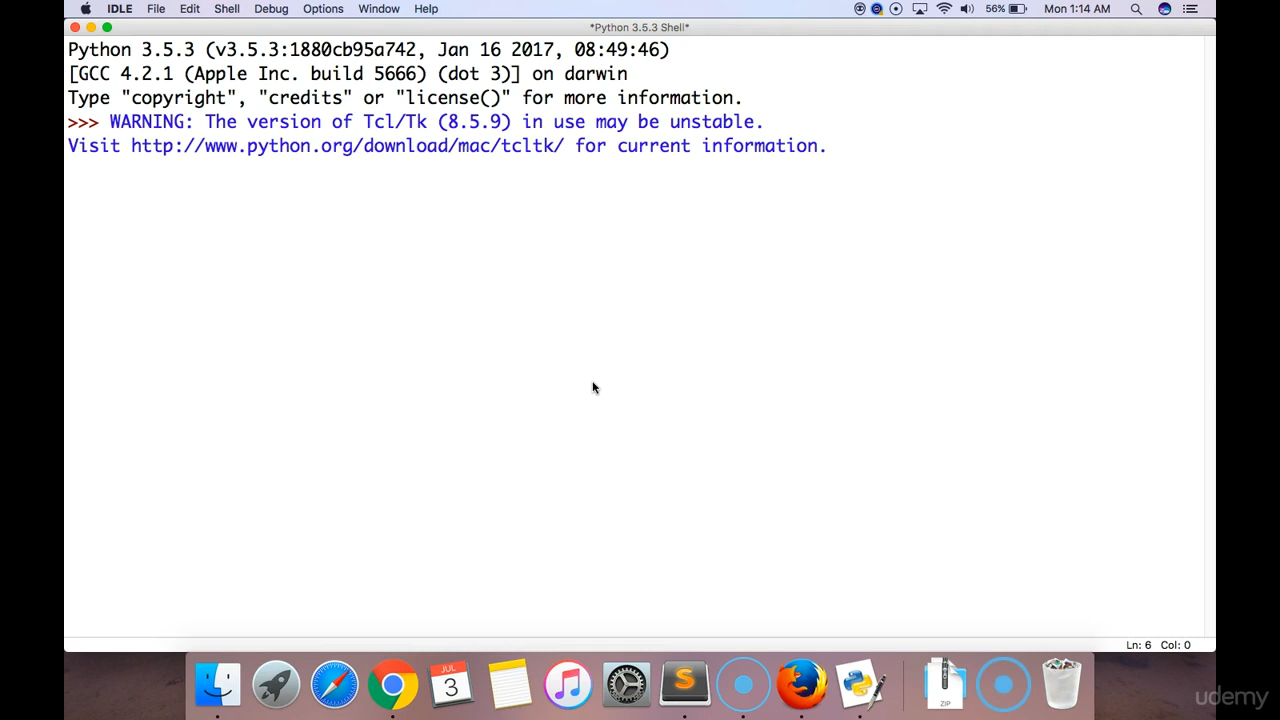 IDLE File Edit Shell Debug Options Window Help 56% Mon 1:14 AM
*Python 3.5.3 Shell*
Python 3.5.3 (v3.5.3:1880cb95a742, Jan 16 2017, 08:49:46)
[GCC 4.2.1 (Apple Inc. build 5666) (dot 3)] on darwin
Type "copyright", "credits" or "license()" for more information.
>>> WARNING: The version of Tcl/Tk (8.5.9) in use may be unstable.
Visit http://www.python.org/download/mac/tcltk/ for current information.
Ln: 6 Col: 0
JUL
3
ZIP
udemy